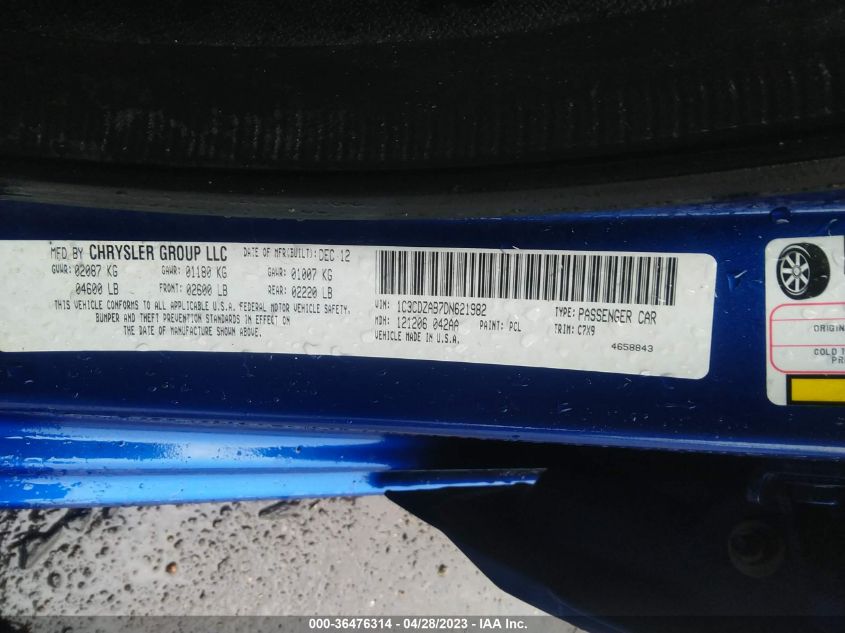 MFD BY CHRYSLER GROUP LLC DATE OF MFR(BUILT): DEC 12
GVWR: 02087 KG GAWR: 01180 KG GAWR: 01007 KG
04600 LB FRONT: 02600 LB REAR: 02220 LB
THIS VEHICLE CONFORMS TO ALL APPLICABLE U.S.A. FEDERAL MOTOR VEHICLE SAFETY,
BUMPER AND THEFT PREVENTION STANDARDS IN EFFECT ON
THE DATE OF MANUFACTURE SHOWN ABOVE.
VIN: 1C3CDZAB7DN621982 TYPE: PASSENGER CAR
MDH: 121206 042AA PAINT: PCL TRIM: C7X9
VEHICLE MADE IN U.S.A. 4658843
ORIGIN
COLD T
000-36476314 - 04/28/2023 - IAA Inc.